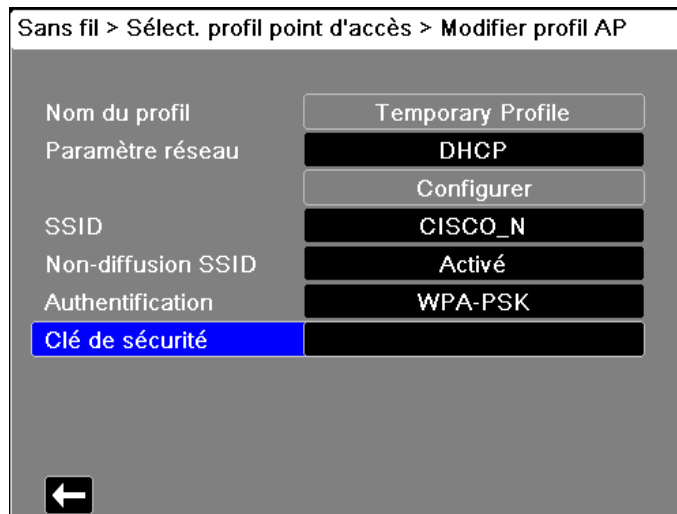 Sans fil > Sélect. profil point d'accès > Modifier profil AP
Nom du profil Temporary Profile
Paramètre réseau DHCP
Configurer
SSID CISCO_N
Non-diffusion SSID Activé
Authentification WPA-PSK
Clé de sécurité